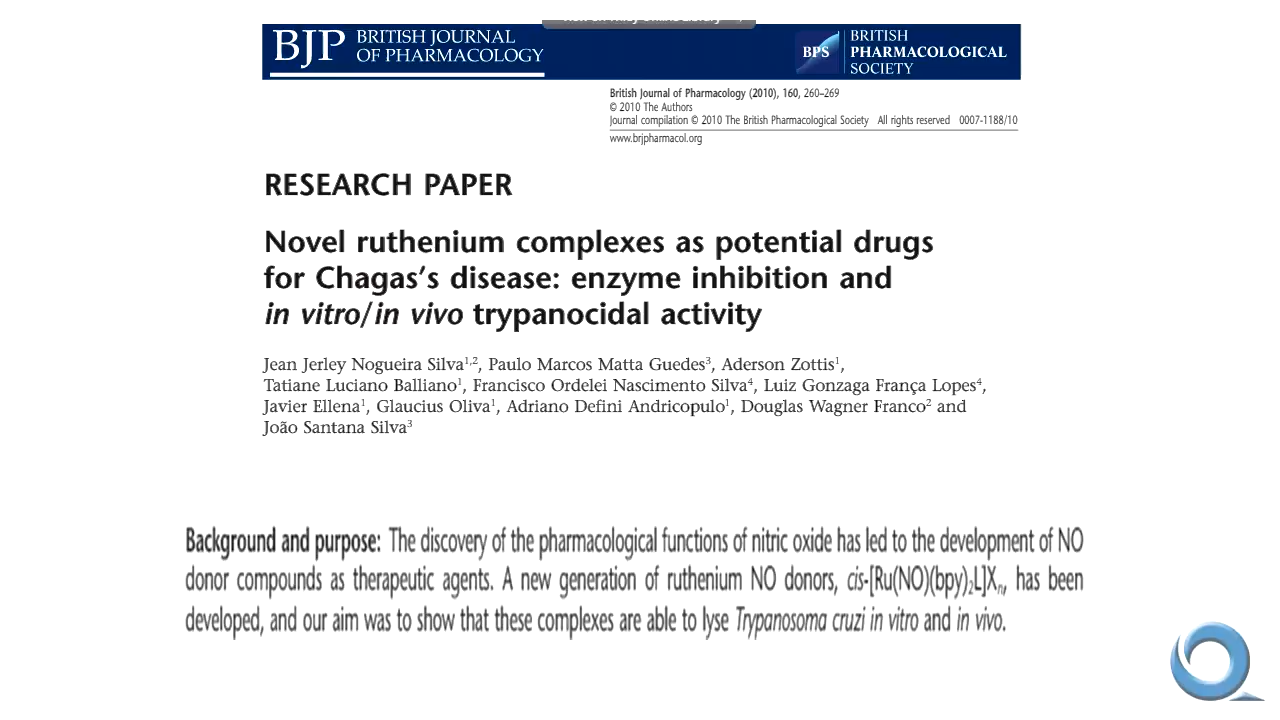 BJP BRITISH JOURNAL OF PHARMACOLOGY
BPS BRITISH PHARMACOLOGICAL SOCIETY
British Journal of Pharmacology (2010), 160, 260–269
© 2010 The Authors
Journal compilation © 2010 The British Pharmacological Society All rights reserved 0007-1188/10
www.brjpharmacol.org
RESEARCH PAPER
Novel ruthenium complexes as potential drugs
for Chagas's disease: enzyme inhibition and
in vitro/in vivo trypanocidal activity
Jean Jerley Nogueira Silva1,2, Paulo Marcos Matta Guedes3, Aderson Zottis1,
Tatiane Luciano Balliano1, Francisco Ordelei Nascimento Silva4, Luiz Gonzaga França Lopes4,
Javier Ellena1, Glaucius Oliva1, Adriano Defini Andricopulo1, Douglas Wagner Franco2 and
João Santana Silva3
Background and purpose: The discovery of the pharmacological functions of nitric oxide has led to the development of NO
donor compounds as therapeutic agents. A new generation of ruthenium NO donors, cis-[Ru(NO)(bpy)2L]Xn, has been
developed, and our aim was to show that these complexes are able to lyse Trypanosoma cruzi in vitro and in vivo.